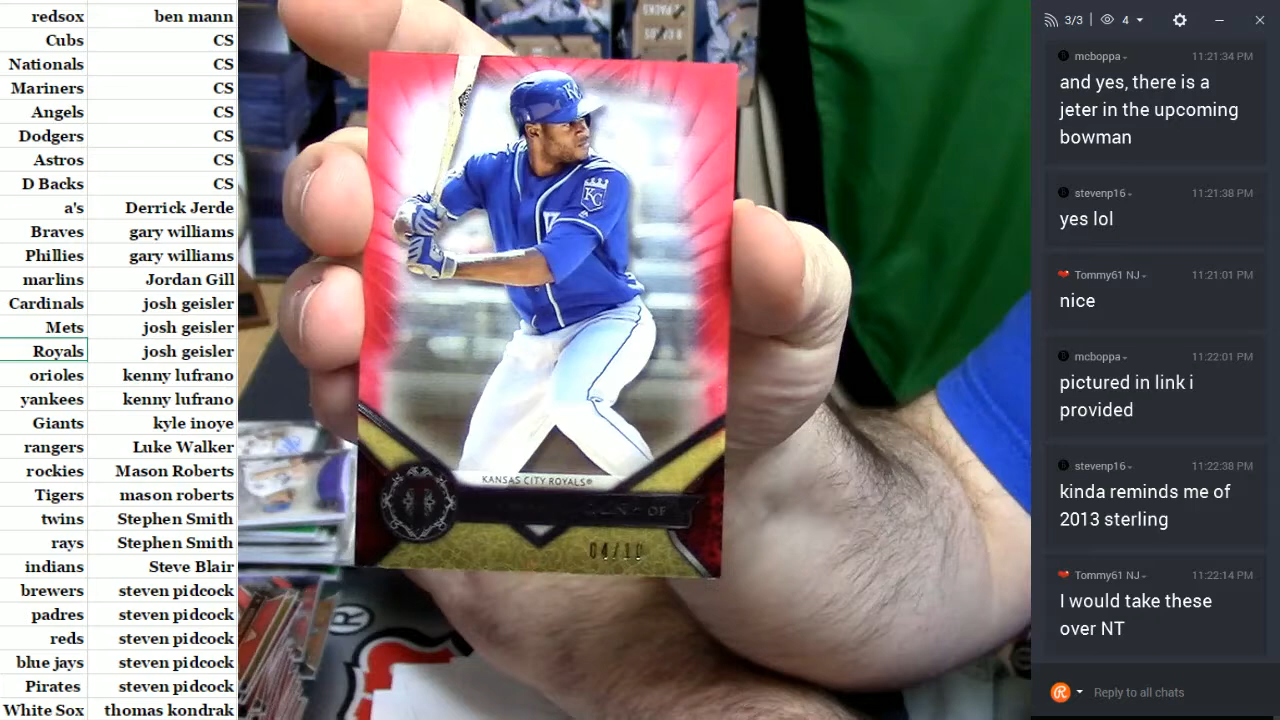 redsox ben mann
Cubs CS
Nationals CS
Mariners CS
Angels CS
Dodgers CS
Astros CS
D Backs CS
a's Derrick Jerde
Braves gary williams
Phillies gary williams
marlins Jordan Gill
Cardinals josh geisler
Mets josh geisler
Royals josh geisler
orioles kenny lufrano
yankees kenny lufrano
Giants kyle inoye
rangers Luke Walker
rockies Mason Roberts
Tigers mason roberts
twins Stephen Smith
rays Stephen Smith
indians Steve Blair
brewers steven pidcock
padres steven pidcock
reds steven pidcock
blue jays steven pidcock
Pirates steven pidcock
White Sox thomas kondrak
KC
KC
KANSAS CITY ROYALS®
OF
04/10
3/3 4
mcboppa 11:21:34 PM
and yes, there is a
jeter in the upcoming
bowman
stevenp16 11:21:38 PM
yes lol
Tommy61 NJ 11:21:01 PM
nice
mcboppa 11:22:01 PM
pictured in link i
provided
stevenp16 11:22:38 PM
kinda reminds me of
2013 sterling
Tommy61 NJ 11:22:14 PM
I would take these
over NT
Reply to all chats